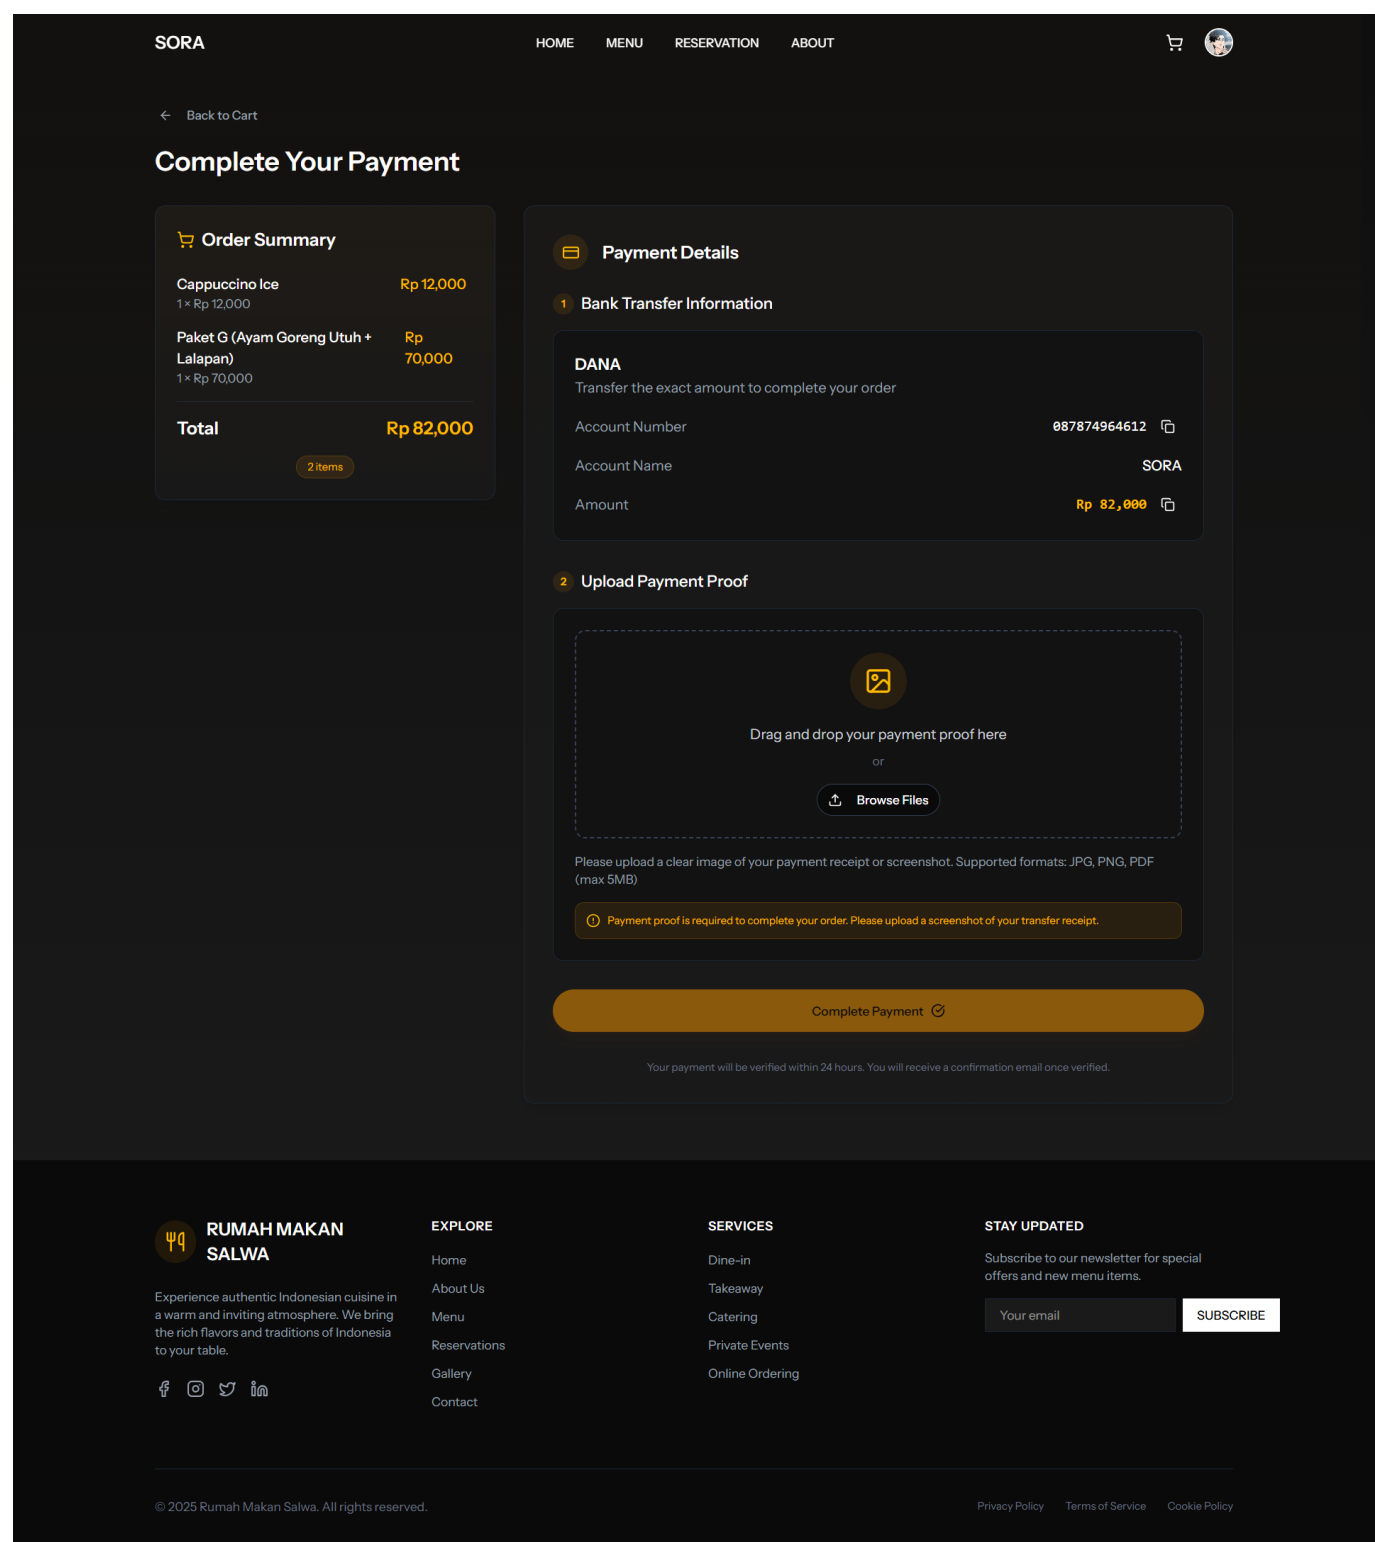 SORA
HOME MENU RESERVATION ABOUT
Back to Cart
Complete Your Payment
Order Summary
Cappuccino Ice Rp 12,000
1 × Rp 12,000
Paket G (Ayam Goreng Utuh + Rp
Lalapan) 70,000
1 × Rp 70,000
Total Rp 82,000
2 items
Payment Details
1 Bank Transfer Information
DANA
Transfer the exact amount to complete your order
Account Number 087874964612
Account Name SORA
Amount Rp 82,000
2 Upload Payment Proof
Drag and drop your payment proof here
or
Browse Files
Please upload a clear image of your payment receipt or screenshot. Supported formats: JPG, PNG, PDF
(max 5MB)
Payment proof is required to complete your order. Please upload a screenshot of your transfer receipt.
Complete Payment
Your payment will be verified within 24 hours. You will receive a confirmation email once verified.
RUMAH MAKAN
SALWA
Experience authentic Indonesian cuisine in
a warm and inviting atmosphere. We bring
the rich flavors and traditions of Indonesia
to your table.
EXPLORE
Home
About Us
Menu
Reservations
Gallery
Contact
SERVICES
Dine-in
Takeaway
Catering
Private Events
Online Ordering
STAY UPDATED
Subscribe to our newsletter for special
offers and new menu items.
Your email SUBSCRIBE
© 2025 Rumah Makan Salwa. All rights reserved.
Privacy Policy Terms of Service Cookie Policy